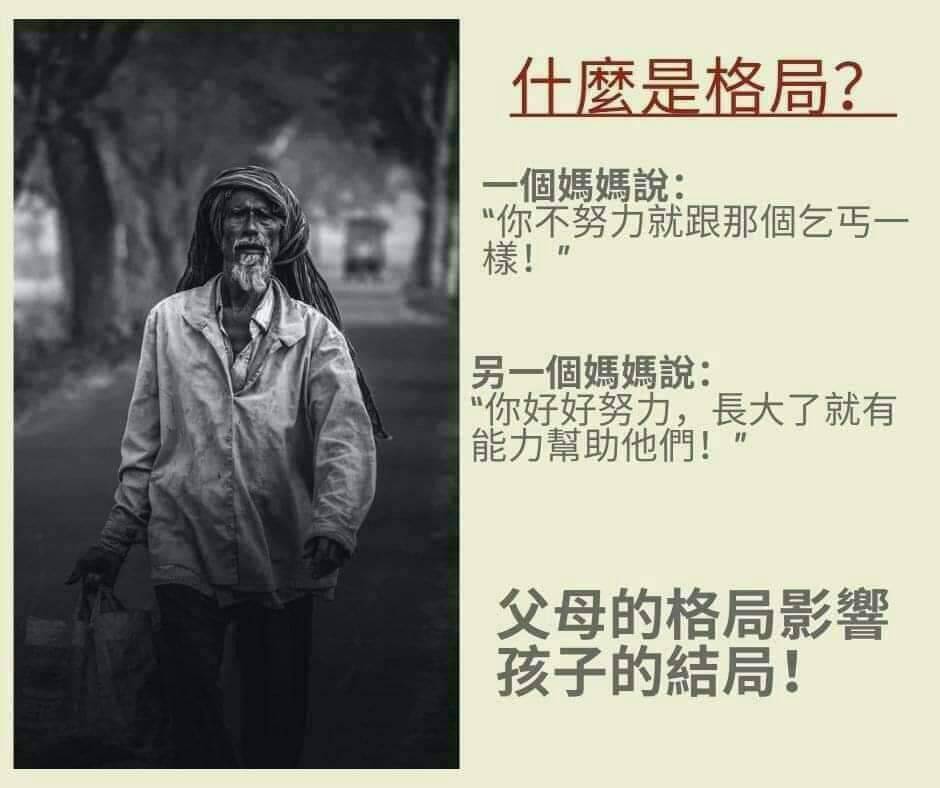 什麼是格局？
一個媽媽說：
“你不努力就跟那個乞丐一
樣！”
另一個媽媽說：
“你好好努力，長大了就有
能力幫助他們！”
父母的格局影響
孩子的結局！